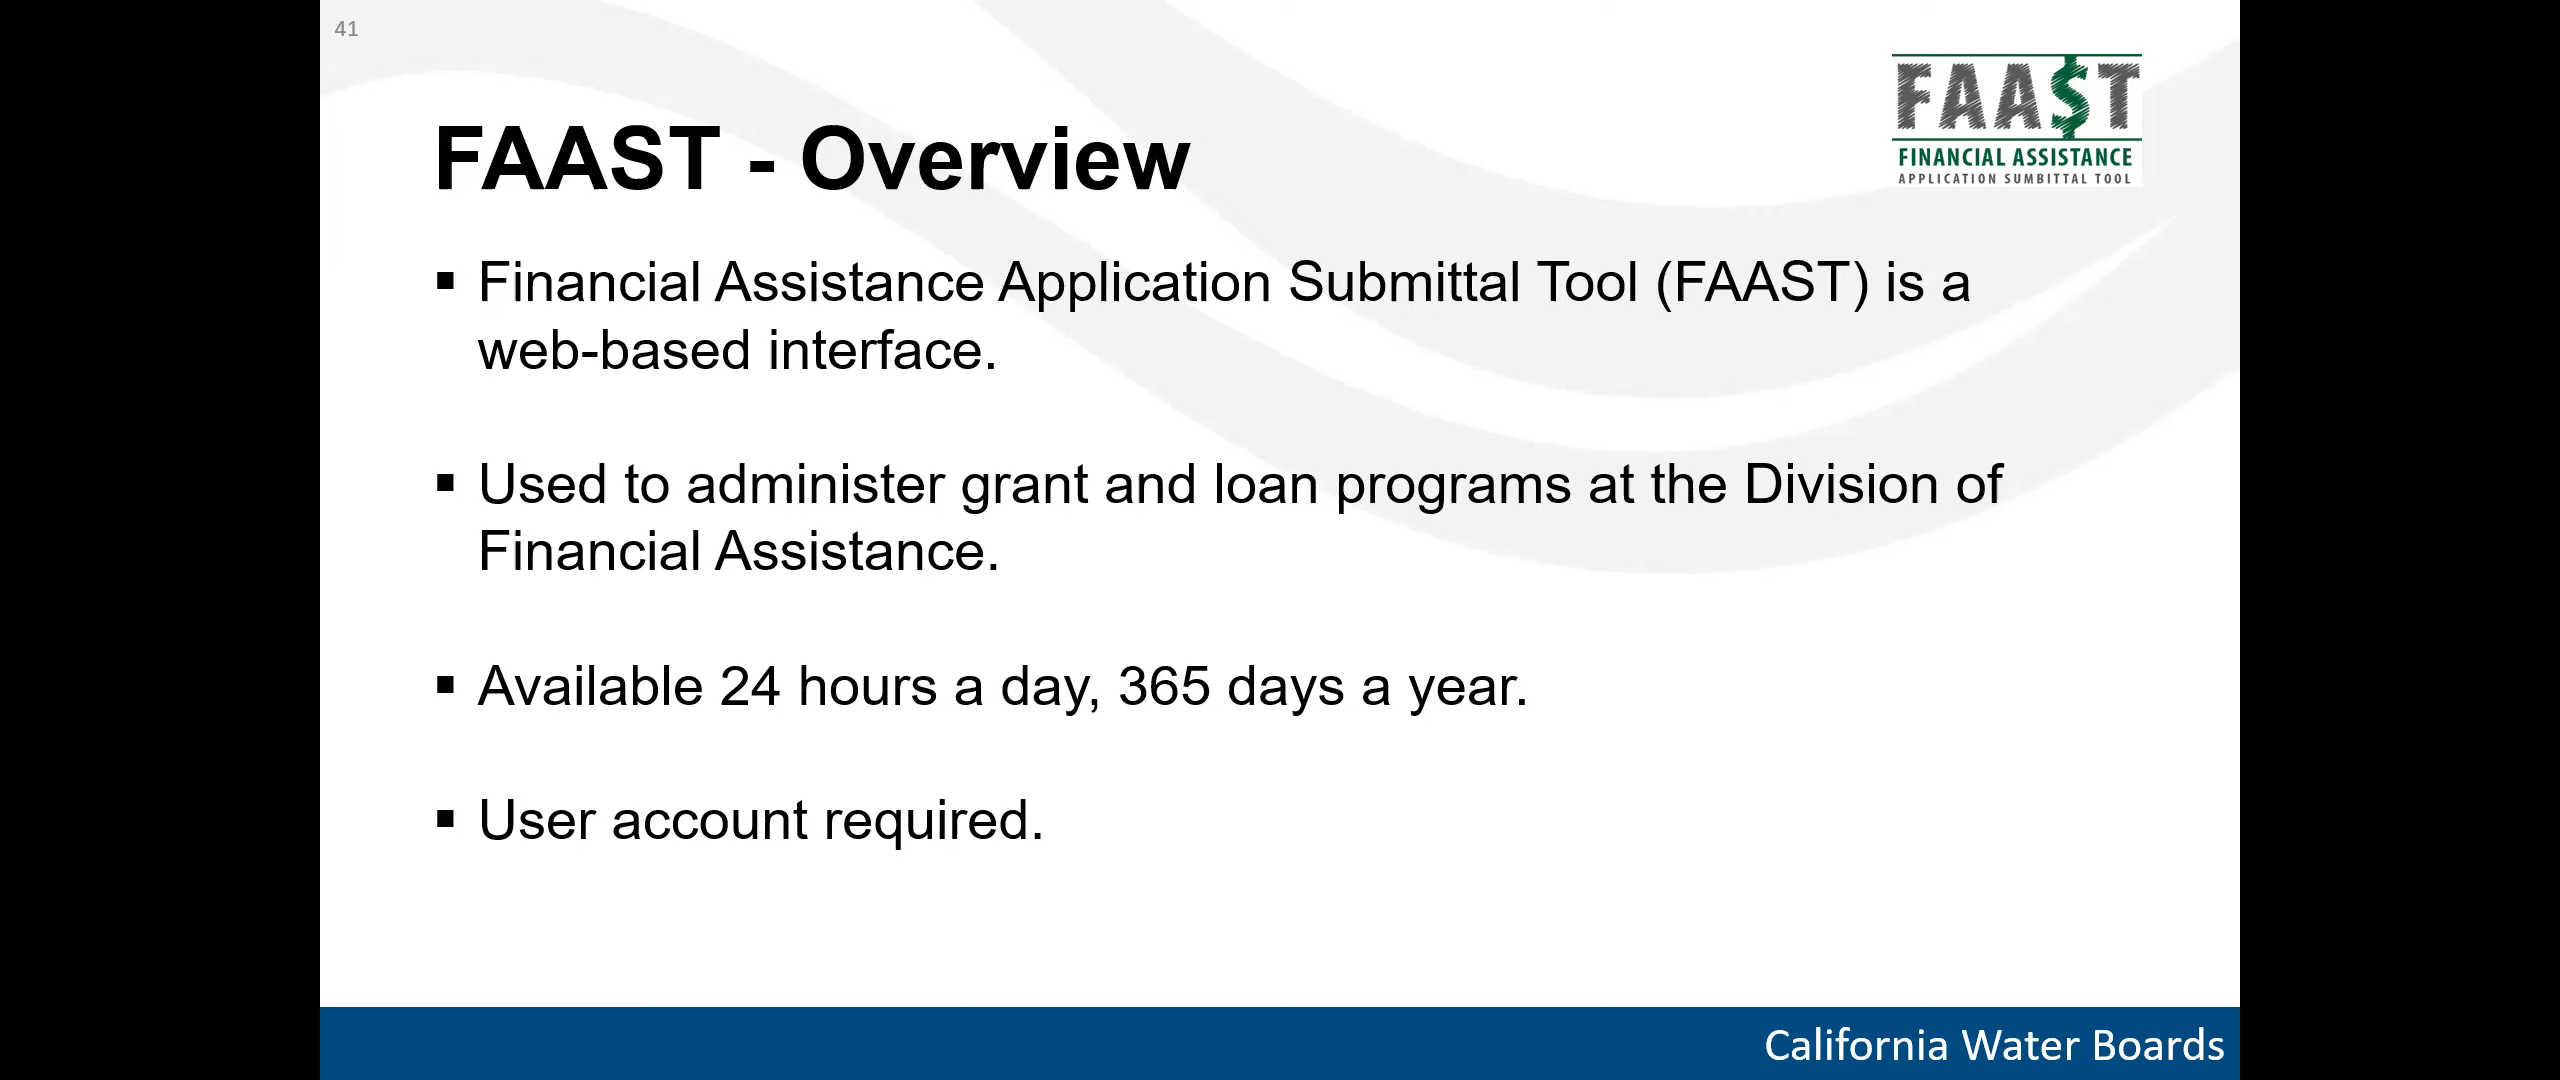 41
FAA$T
FINANCIAL ASSISTANCE
APPLICATION SUMBITTAL TOOL
FAAST - Overview
▪ Financial Assistance Application Submittal Tool (FAAST) is a
web-based interface.
▪ Used to administer grant and loan programs at the Division of
Financial Assistance.
▪ Available 24 hours a day, 365 days a year.
▪ User account required.
California Water Boards